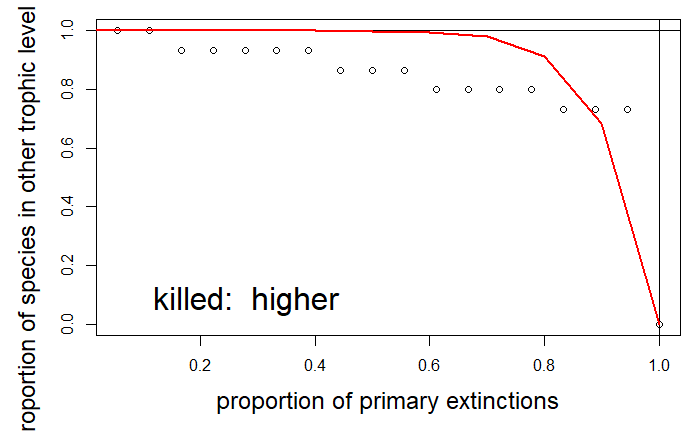 roportion of species in other trophic level
1.0
0.8
0.6
0.4
0.2
0.0
killed: higher
0.2 0.4 0.6 0.8 1.0
proportion of primary extinctions